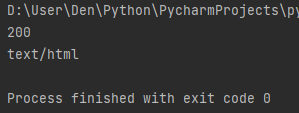 D:\User\Den\Python\PycharmProjects\py
200
text/html
Process finished with exit code 0